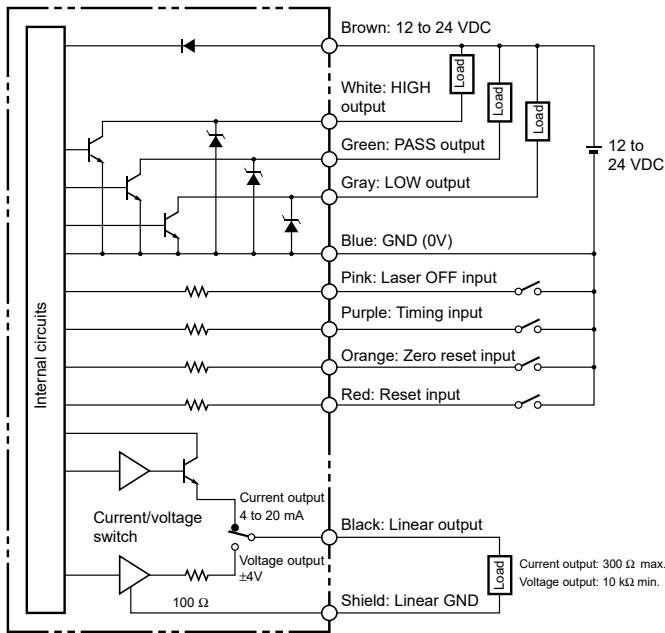 Brown: 12 to 24 VDC
White: HIGH
output
Load
Load
Load
Green: PASS output
12 to
24 VDC
Gray: LOW output
Blue: GND (0V)
Pink: Laser OFF input
Purple: Timing input
Orange: Zero reset input
Red: Reset input
Internal circuits
Current output
4 to 20 mA
Current/voltage
switch
Black: Linear output
Voltage output
±4V
Load
Current output: 300 Ω max.
Voltage output: 10 kΩ min.
100 Ω
Shield: Linear GND